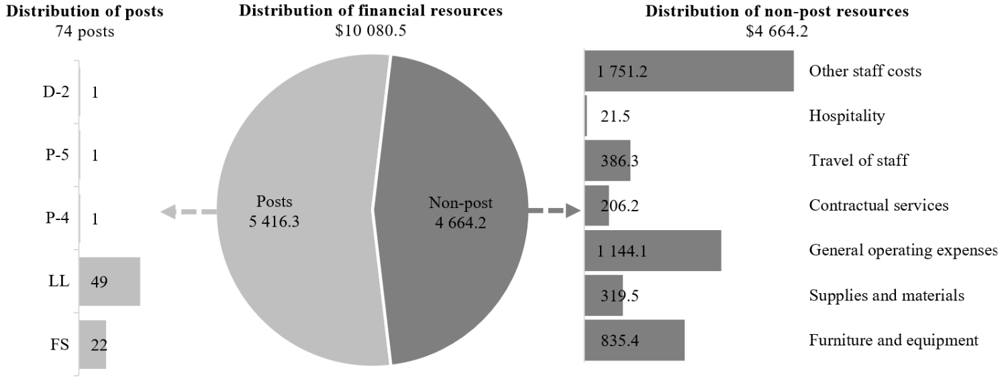 Distribution of posts
74 posts
D-2 1
P-5 1
P-4 1
LL 49
FS 22
Distribution of financial resources
$10 080.5
Posts
5 416.3
Non-post
4 664.2
Distribution of non-post resources
$4 664.2
1 751.2 Other staff costs
21.5 Hospitality
386.3 Travel of staff
206.2 Contractual services
1 144.1 General operating expenses
319.5 Supplies and materials
835.4 Furniture and equipment